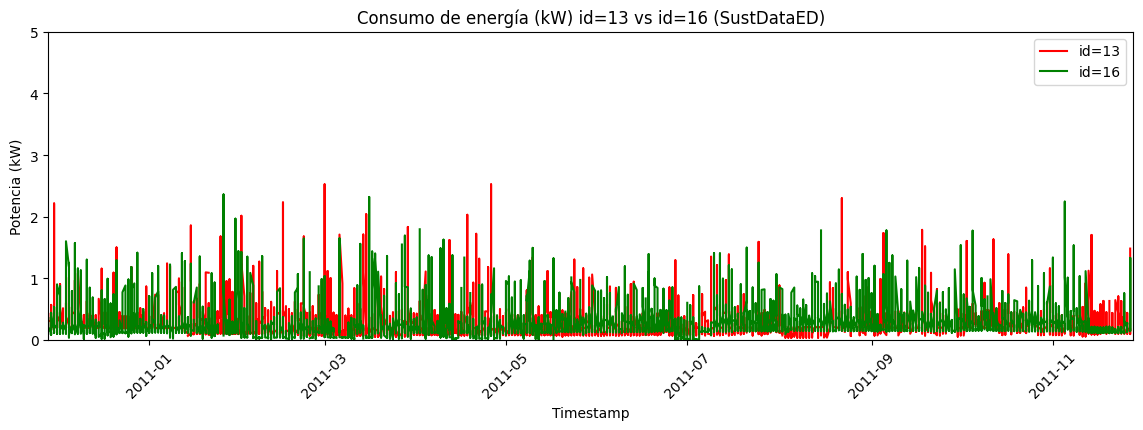 Consumo de energía (kW) id=13 vs id=16 (SustDataED)
id=13
id=16
Potencia (kW)
5
4
3
2
1
0
2011-01
2011-03
2011-05
2011-07
2011-09
2011-11
Timestamp